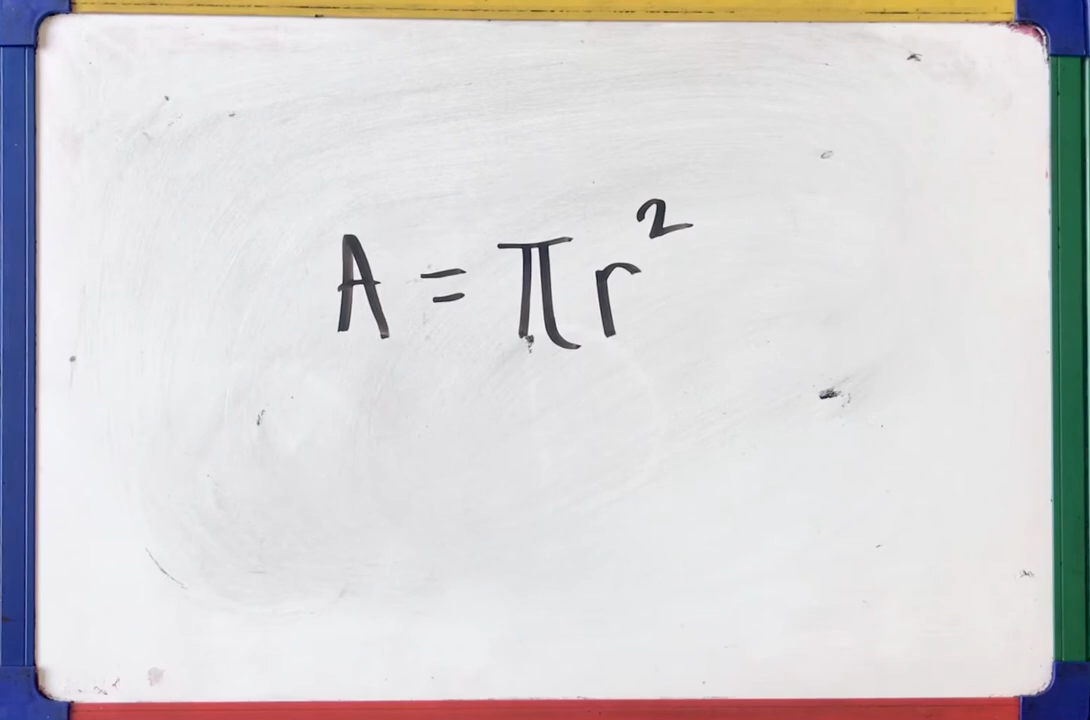 A = πr²